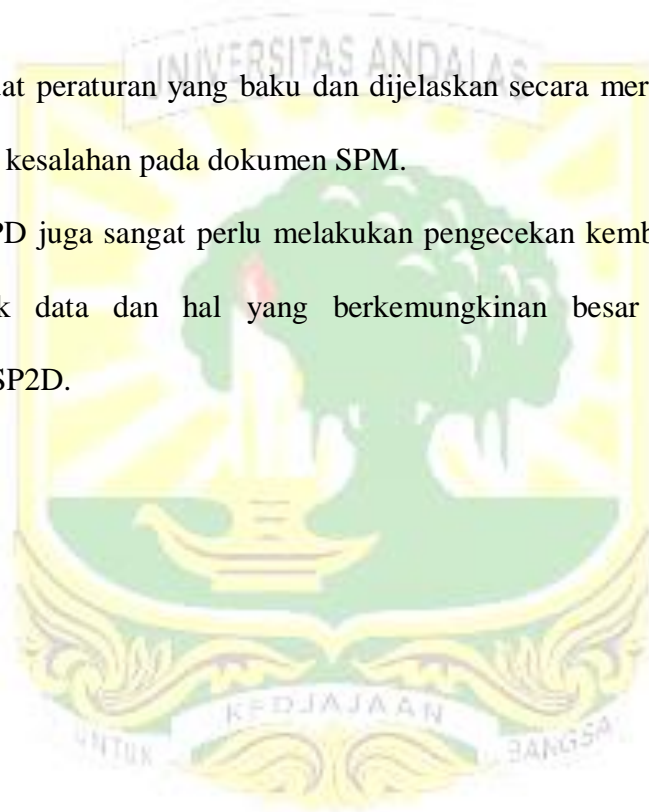 UNIVERSITAS ANDALAS
uat peraturan yang baku dan dijelaskan secara mer
kesalahan pada dokumen SPM.
PD juga sangat perlu melakukan pengecekan kemb
k data dan hal yang berkemungkinan besar
SP2D.
UNTUK KEDJAJAAN BANGSA